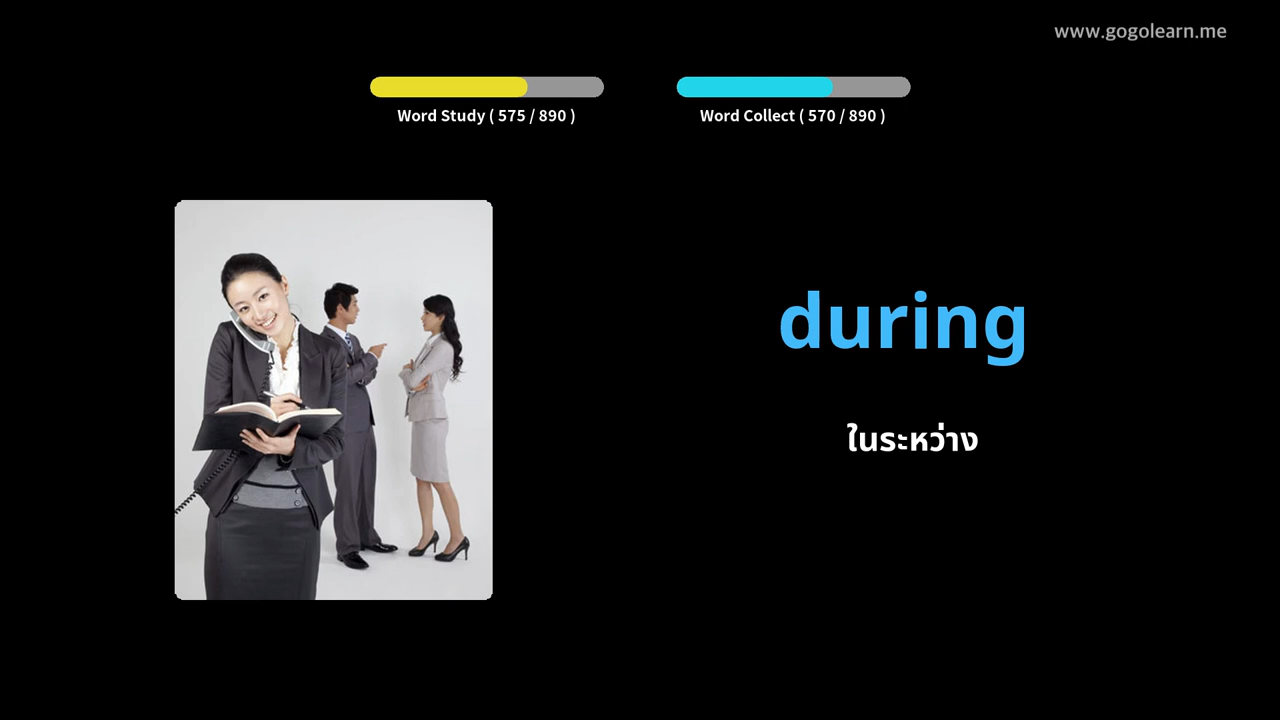 www.gogolearn.me
Word Study ( 575 / 890 )
Word Collect ( 570 / 890 )
during
ในระหว่าง